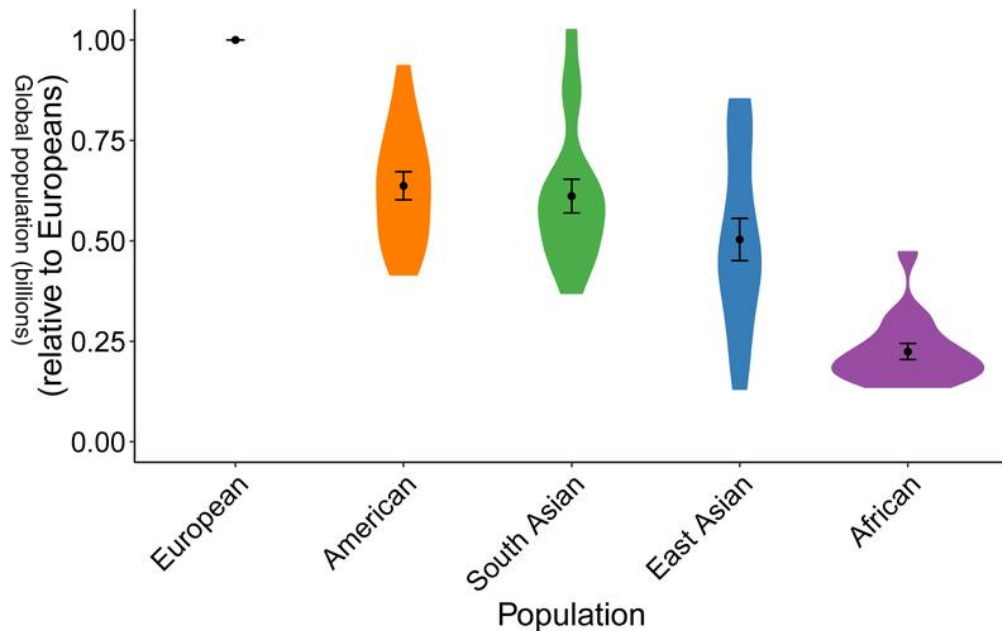 Global population (billions)
(relative to Europeans)
1.00
0.75
0.50
0.25
0.00
European
American
South Asian
East Asian
African
Population